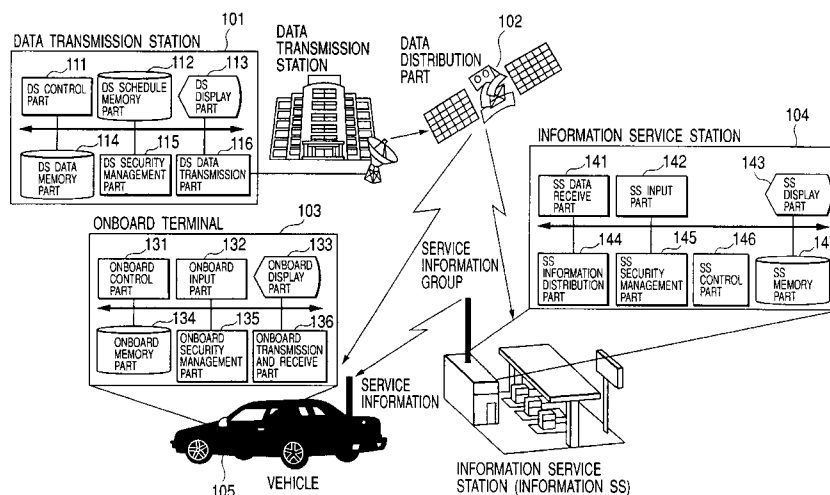 101
DATA TRANSMISSION STATION
111
112
113
DS CONTROL
PART
DS SCHEDULE
MEMORY
PART
DS
DISPLAY
PART
114
115
116
DS DATA
MEMORY
PART
DS SECURITY
MANAGEMENT
PART
DS DATA
TRANSMISSION
PART
DATA
TRANSMISSION
STATION
DATA
DISTRIBUTION
PART
102
104
INFORMATION SERVICE STATION
141
142
143
SS DATA
RECEIVE
PART
SS INPUT
PART
SS
DISPLAY
PART
144
145
146
SS
INFORMATION
DISTRIBUTION
PART
SS
SECURITY
MANAGEMENT
PART
SS
CONTROL
PART
SS
MEMORY
PART
103
ONBOARD TERMINAL
131
132
133
ONBOARD
CONTROL
PART
ONBOARD
INPUT
PART
ONBOARD
DISPLAY
PART
134
135
136
ONBOARD
MEMORY
PART
ONBOARD
SECURITY
MANAGEMENT
PART
ONBOARD
TRANSMISSION
AND RECEIVE
PART
SERVICE
INFORMATION
GROUP
SERVICE
INFORMATION
105
VEHICLE
INFORMATION SERVICE
STATION (INFORMATION SS)